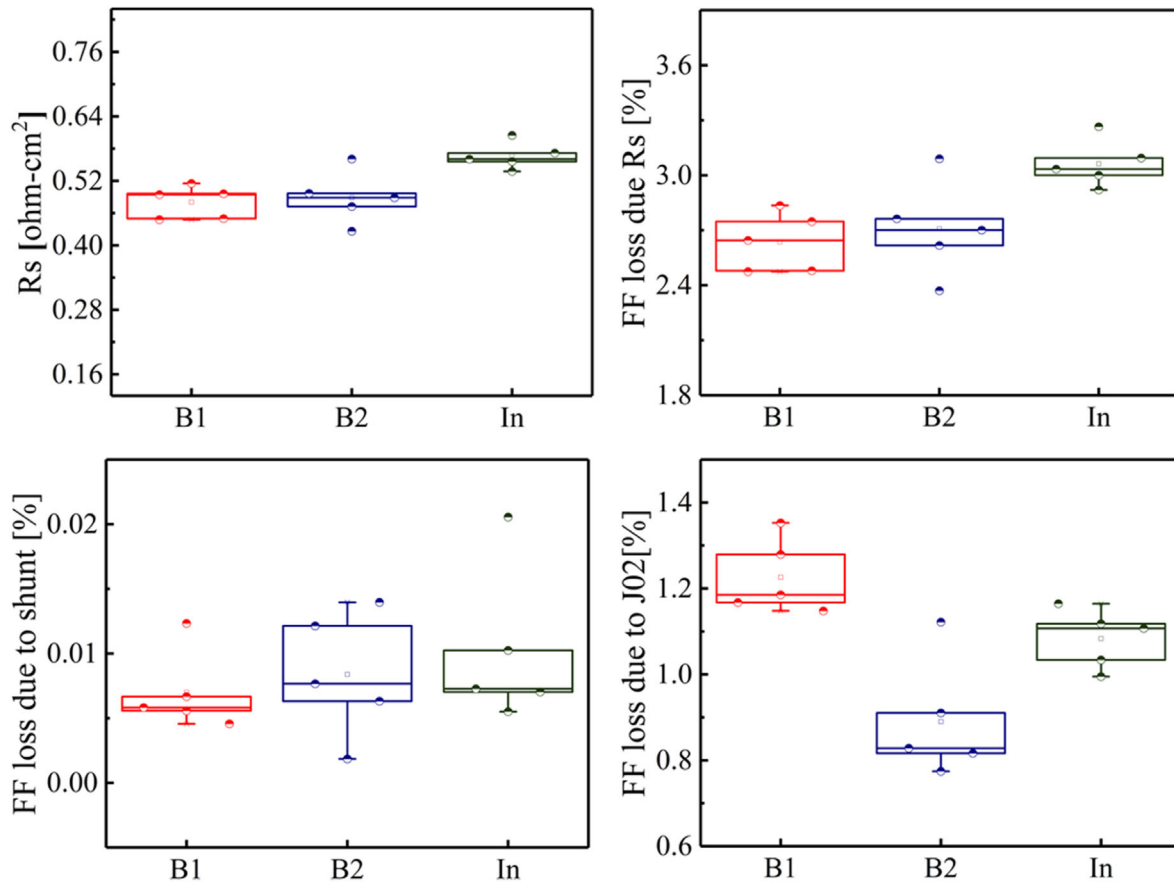 Rs [ohm-cm²]
0.76
0.64
0.52
0.40
0.28
0.16
B1 B2 In
FF loss due Rs [%]
3.6
3.0
2.4
1.8
B1 B2 In
FF loss due to shunt [%]
0.02
0.01
0.00
B1 B2 In
FF loss due to J02[%]
1.4
1.2
1.0
0.8
0.6
B1 B2 In